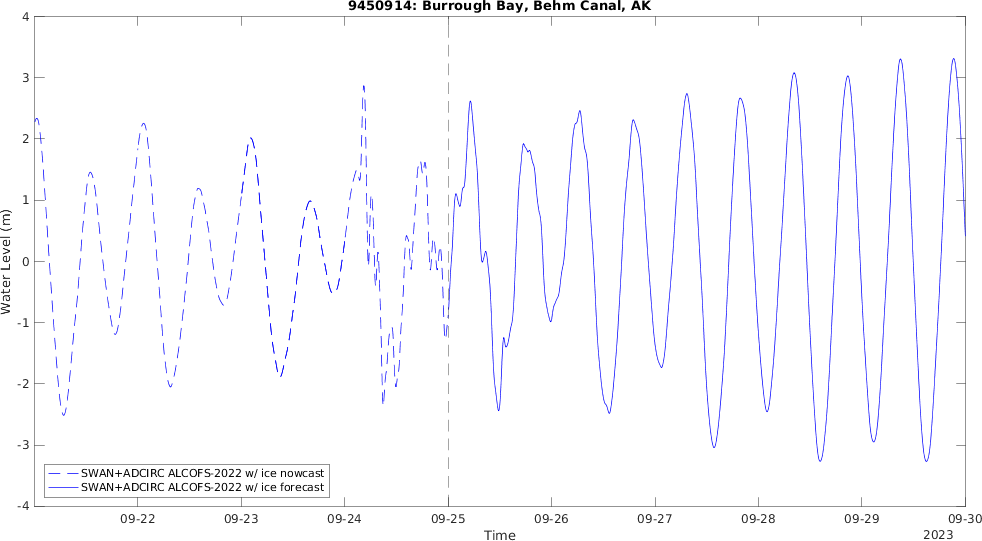 9450914: Burrough Bay, Behm Canal, AK
4
3
2
1
0
-1
-2
-3
-4
Water Level (m)
SWAN+ADCIRC ALCOFS-2022 w/ ice nowcast
SWAN+ADCIRC ALCOFS-2022 w/ ice forecast
09-22 09-23 09-24 09-25 09-26 09-27 09-28 09-29 09-30
Time
2023